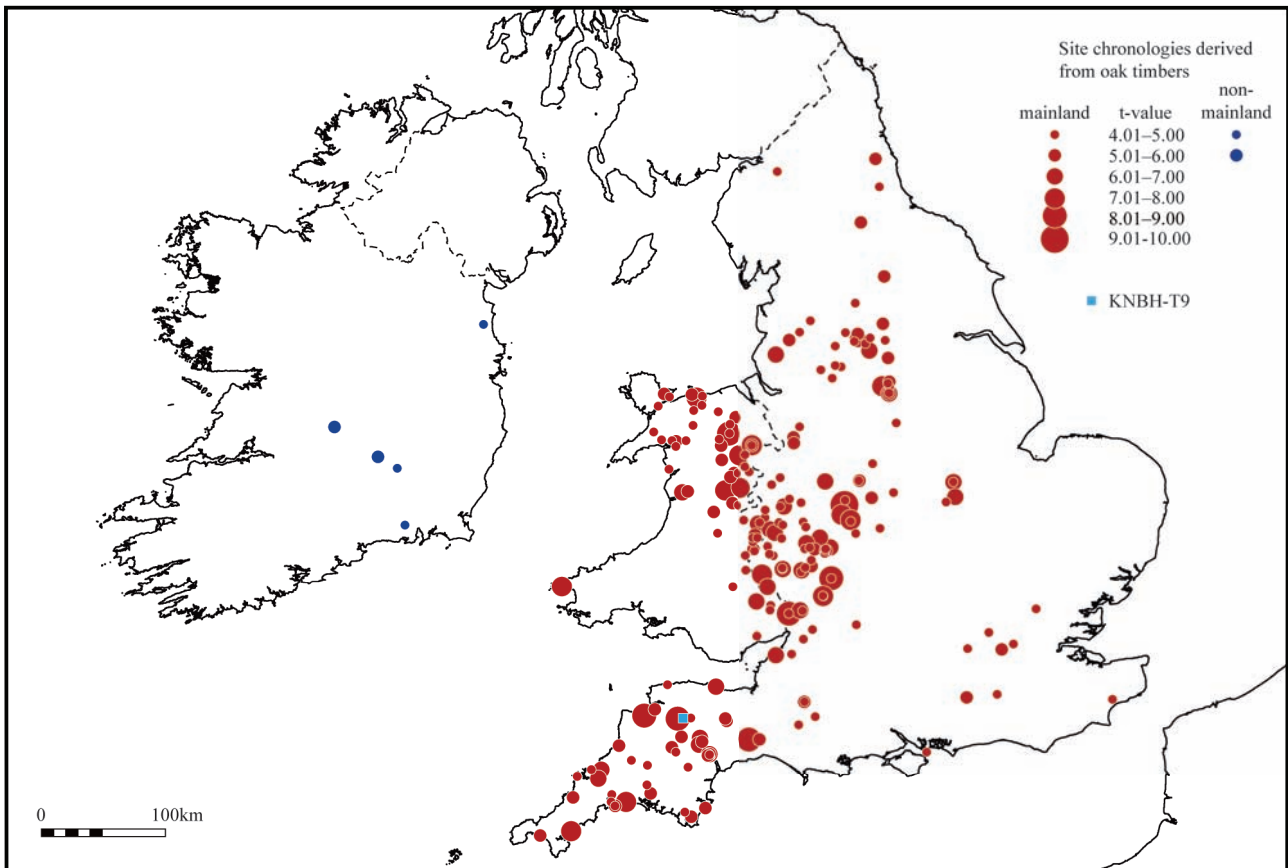 Site chronologies derived
from oak timbers
non-
mainland t-value mainland
4.01–5.00
5.01–6.00
6.01–7.00
7.01–8.00
8.01–9.00
9.01-10.00
KNBH-T9
0 100km